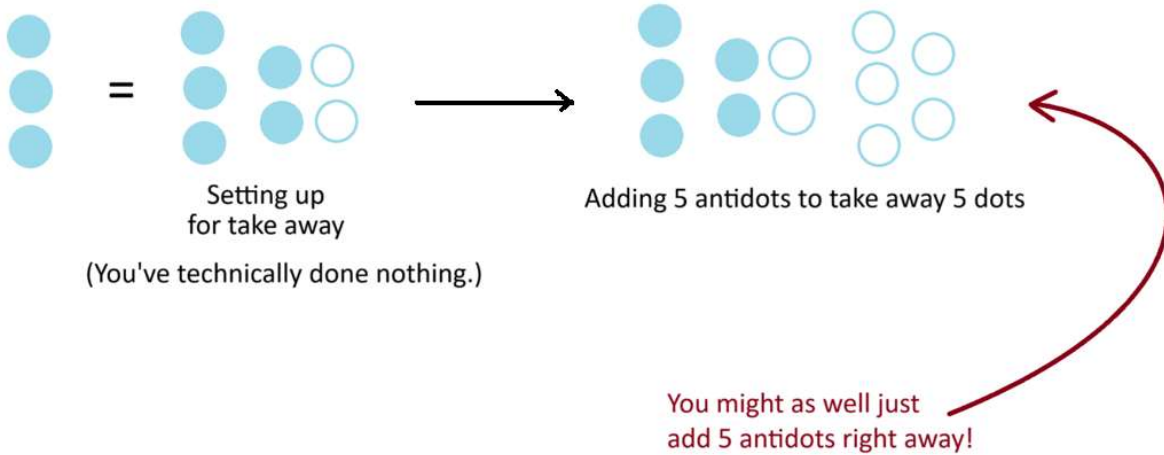 =
Setting up
for take away
(You've technically done nothing.)
Adding 5 antidots to take away 5 dots
You might as well just
add 5 antidots right away!